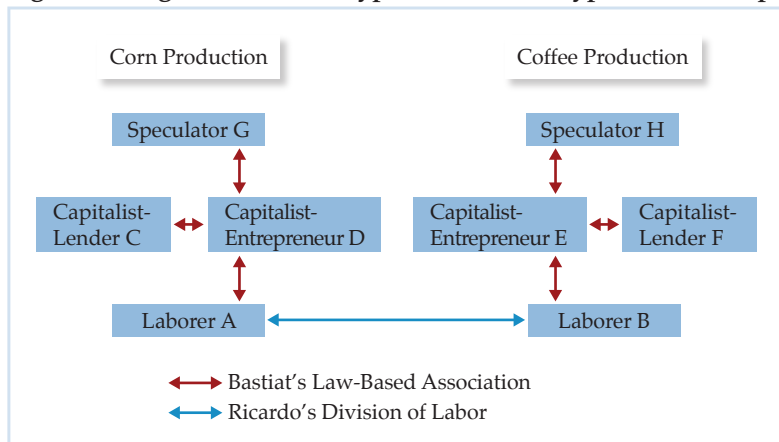 Corn Production
Coffee Production
Speculator G
Speculator H
Capitalist-
Lender C
Capitalist-
Entrepreneur D
Capitalist-
Entrepreneur E
Capitalist-
Lender F
Laborer A
Laborer B
Bastiat's Law-Based Association
Ricardo's Division of Labor